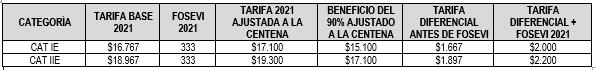 CATEGORÌA TARIFA BASE 2021 FOSEVI 2021 TARIFA 2021 AJUSTADA A LA CENTENA BENEFICIO DEL 90% AJUSTADO A LA CENTENA TARIFA DIFERENCIAL ANTES DE FOSEVI TARIFA DIFERENCIAL + FOSEVI 2021
CAT IE $16.767 333 $17.100 $15.100 $1.667 $2.000
CAT IIE $18.967 333 $19.300 $17.100 $1.897 $2.200